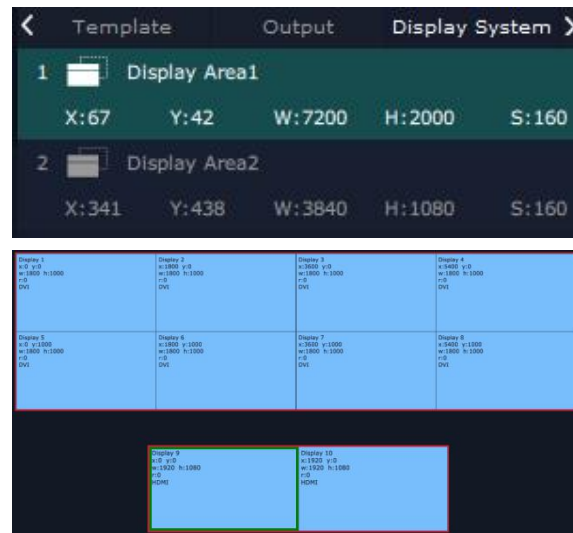 Template Output Display System
1 Display Area1
X:67 Y:42 W:7200 H:2000 S:160
2 Display Area2
X:341 Y:438 W:3840 H:1080 S:160
Display 1
x:0 y:0
w:1800 h:1000
r:0
DVI
Display 2
x:1800 y:0
w:1800 h:1000
r:0
DVI
Display 3
x:3600 y:0
w:1800 h:1000
r:0
DVI
Display 4
x:5400 y:0
w:1800 h:1000
r:0
DVI
Display 5
x:0 y:1000
w:1800 h:1000
r:0
DVI
Display 6
x:1800 y:1000
w:1800 h:1000
r:0
DVI
Display 7
x:3600 y:1000
w:1800 h:1000
r:0
DVI
Display 8
x:5400 y:1000
w:1800 h:1000
r:0
DVI
Display 9
x:0 y:0
w:1920 h:1080
r:0
HDMI
Display 10
x:1920 y:0
w:1920 h:1080
r:0
HDMI